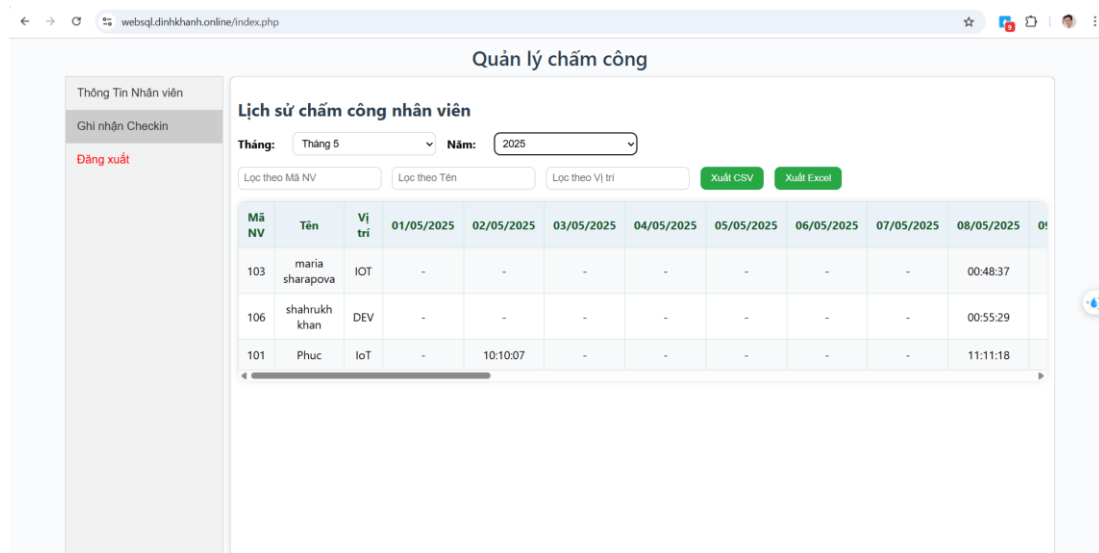 websql.dinhkhanh.online/index.php
9
Quản lý chấm công
Thông Tin Nhân viên
Ghi nhận Checkin
Đăng xuất
Lịch sử chấm công nhân viên
Tháng: Tháng 5 Năm: 2025
Lọc theo Mã NV Lọc theo Tên Lọc theo Vị trí Xuất CSV Xuất Excel
Mã NV Tên Vị trí 01/05/2025 02/05/2025 03/05/2025 04/05/2025 05/05/2025 06/05/2025 07/05/2025 08/05/2025
103 maria sharapova IOT - - - - - - - 00:48:37
106 shahrukh khan DEV - - - - - - - 00:55:29
101 Phuc IoT - 10:10:07 - - - - - 11:11:18